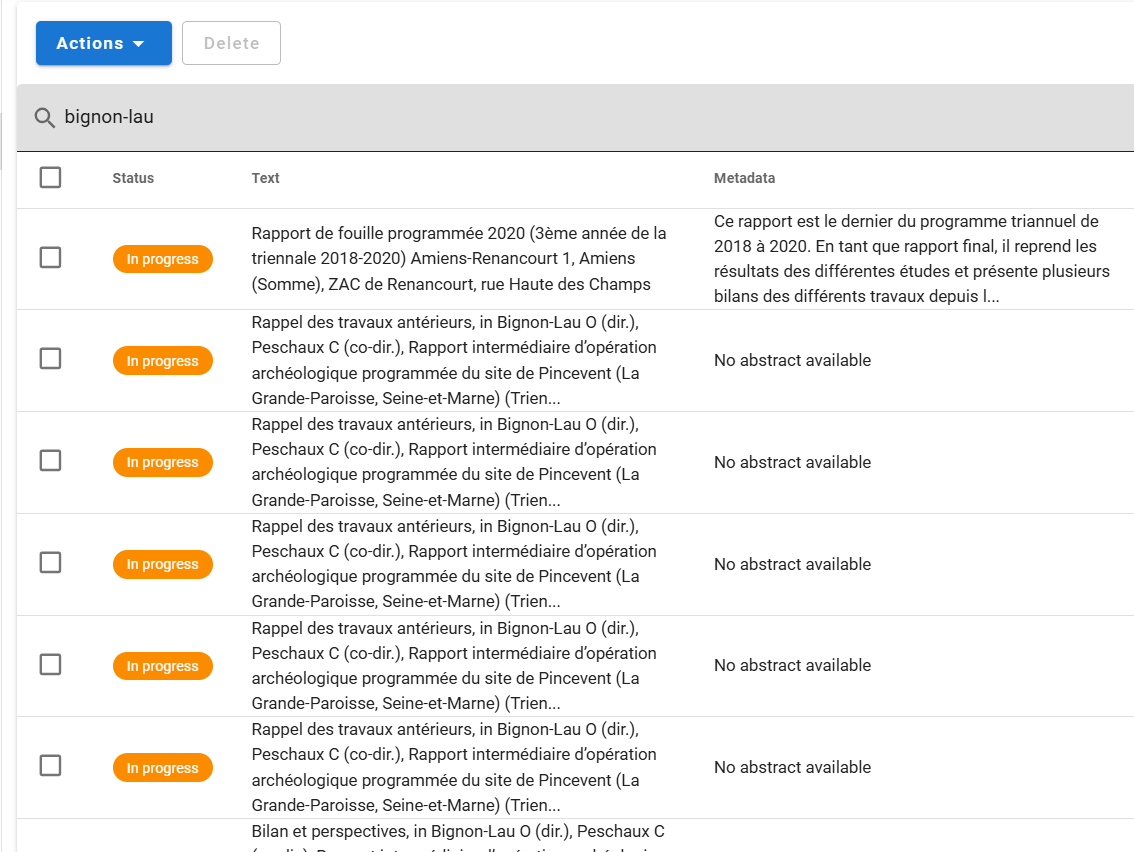 Actions
Delete
bignon-lau
Status
Text
Metadata
In progress
Rapport de fouille programmée 2020 (3ème année de la
triennale 2018-2020) Amiens-Renancourt 1, Amiens
(Somme), ZAC de Renancourt, rue Haute des Champs
Ce rapport est le dernier du programme triannuel de
2018 à 2020. En tant que rapport final, il reprend les
résultats des différentes études et présente plusieurs
bilans des différents travaux depuis l...
In progress
Rappel des travaux antérieurs, in Bignon-Lau O (dir.),
Peschaux C (co-dir.), Rapport intermédiaire d’opération
archéologique programmée du site de Pincevent (La
Grande-Paroisse, Seine-et-Marne) (Trien...
No abstract available
In progress
Rappel des travaux antérieurs, in Bignon-Lau O (dir.),
Peschaux C (co-dir.), Rapport intermédiaire d’opération
archéologique programmée du site de Pincevent (La
Grande-Paroisse, Seine-et-Marne) (Trien...
No abstract available
In progress
Rappel des travaux antérieurs, in Bignon-Lau O (dir.),
Peschaux C (co-dir.), Rapport intermédiaire d’opération
archéologique programmée du site de Pincevent (La
Grande-Paroisse, Seine-et-Marne) (Trien...
No abstract available
In progress
Rappel des travaux antérieurs, in Bignon-Lau O (dir.),
Peschaux C (co-dir.), Rapport intermédiaire d’opération
archéologique programmée du site de Pincevent (La
Grande-Paroisse, Seine-et-Marne) (Trien...
No abstract available
In progress
Rappel des travaux antérieurs, in Bignon-Lau O (dir.),
Peschaux C (co-dir.), Rapport intermédiaire d’opération
archéologique programmée du site de Pincevent (La
Grande-Paroisse, Seine-et-Marne) (Trien...
No abstract available
Bilan et perspectives, in Bignon-Lau O (dir.), Peschaux C